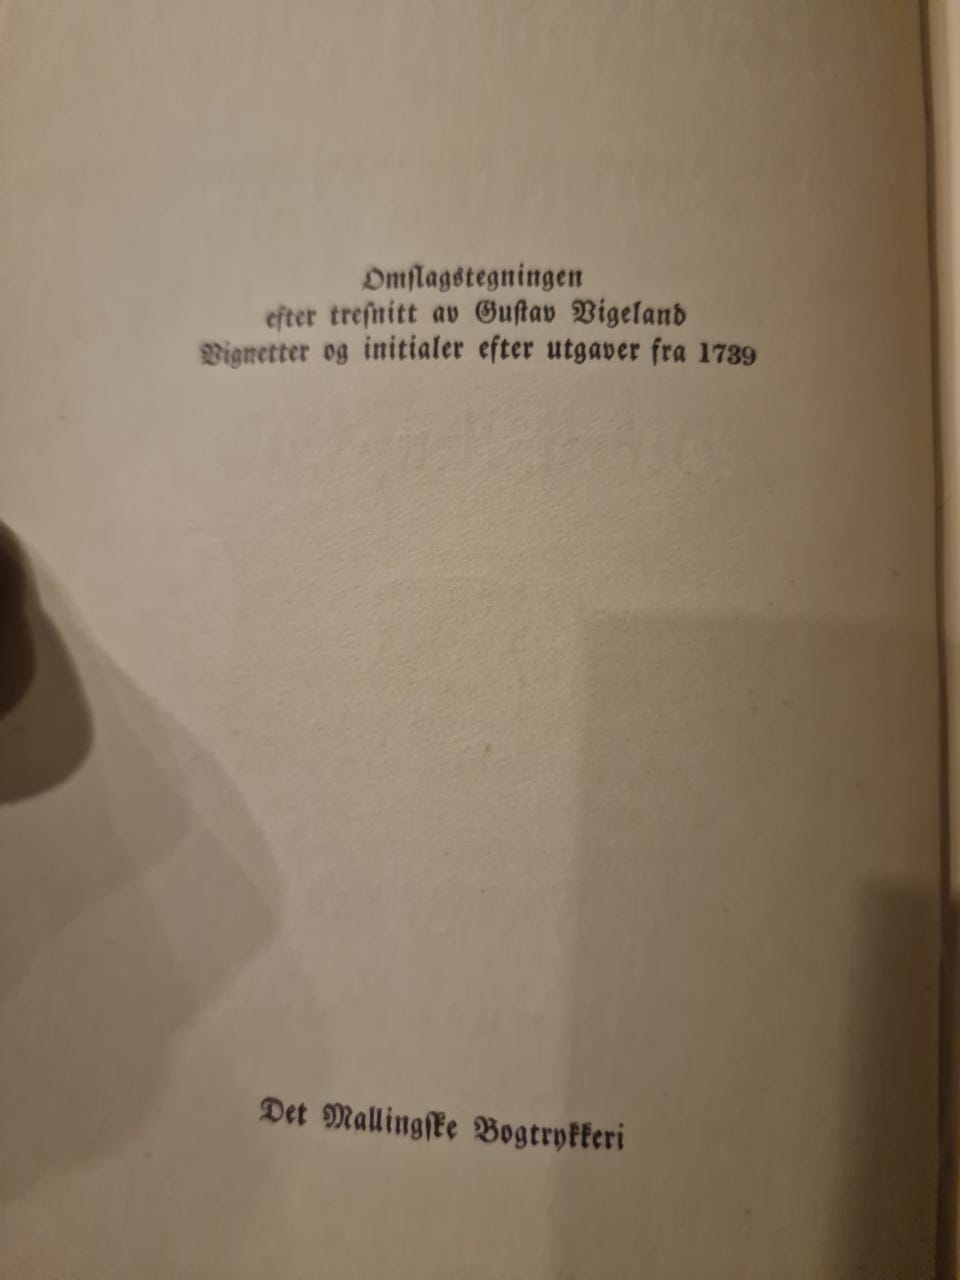 Omslagstegningen
efter tresnitt av Gustav Vigeland
Vignetter og initialer efter utgaver fra 1739
Det Mallingske Bogtrykkeri